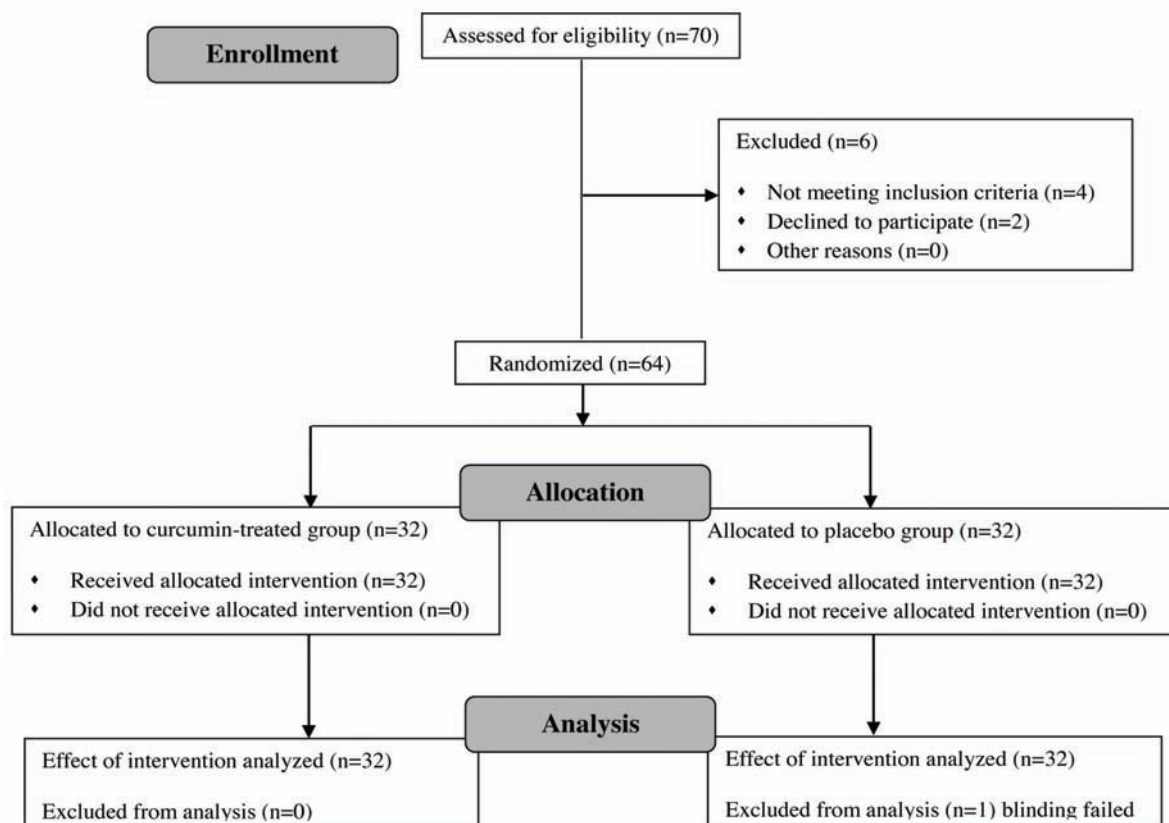 Enrollment
Assessed for eligibility (n=70)
Excluded (n=6)
♦ Not meeting inclusion criteria (n=4)
♦ Declined to participate (n=2)
♦ Other reasons (n=0)
Randomized (n=64)
Allocation
Allocated to curcumin-treated group (n=32)
♦ Received allocated intervention (n=32)
♦ Did not receive allocated intervention (n=0)
Allocated to placebo group (n=32)
♦ Received allocated intervention (n=32)
♦ Did not receive allocated intervention (n=0)
Analysis
Effect of intervention analyzed (n=32)
Excluded from analysis (n=0)
Effect of intervention analyzed (n=32)
Excluded from analysis (n=1) blinding failed